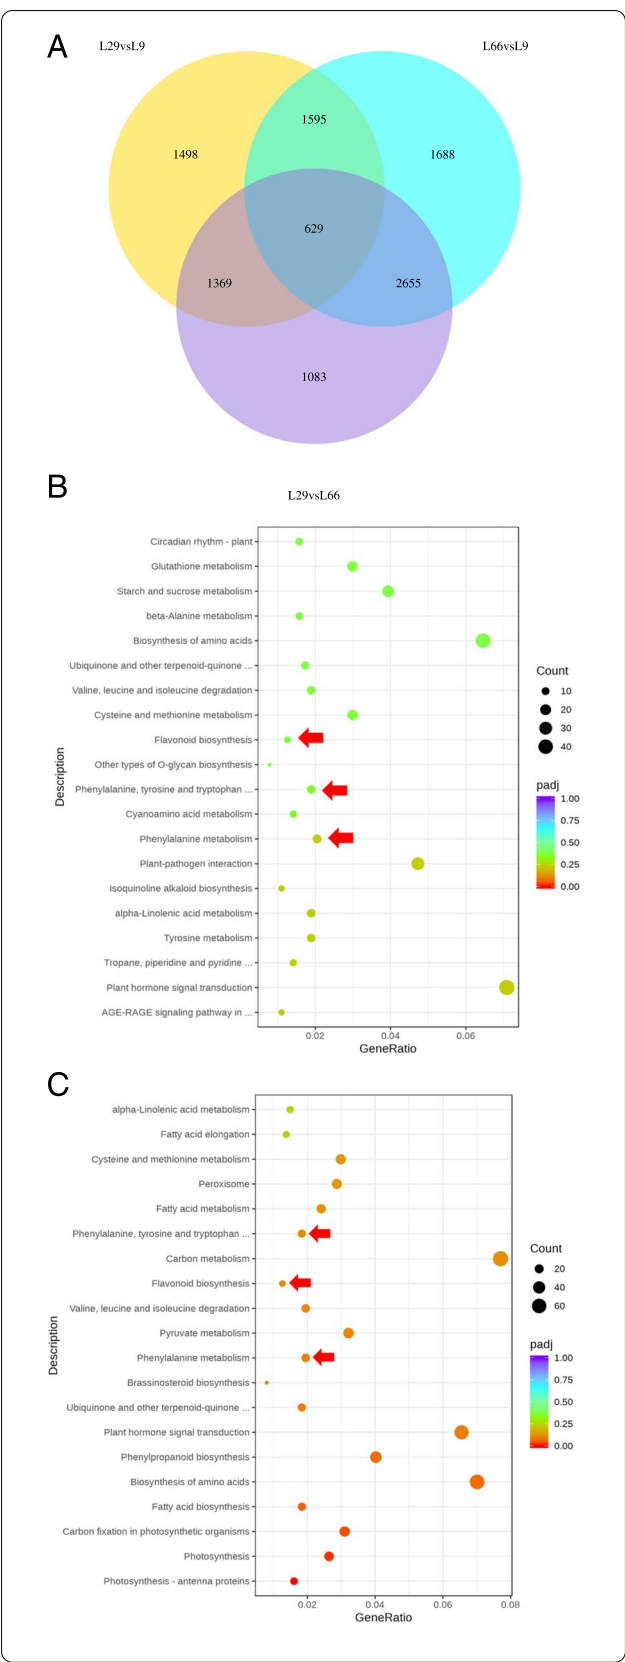 A
L29vsL9
L66vsL9
1595
1498
1688
629
1369
2655
1083
B
L29vsL66
Circadian rhythm - plant
Glutathione metabolism
Starch and sucrose metabolism
beta-Alanine metabolism
Biosynthesis of amino acids
Ubiquinone and other terpenoid-quinone ...
Valine, leucine and isoleucine degradation
Cysteine and methionine metabolism
Flavonoid biosynthesis
Other types of O-glycan biosynthesis
Phenylalanine, tyrosine and tryptophan ...
Cyanoamino acid metabolism
Phenylalanine metabolism
Plant-pathogen interaction
Isoquinoline alkaloid biosynthesis
alpha-Linolenic acid metabolism
Tyrosine metabolism
Tropane, piperidine and pyridine ...
Plant hormone signal transduction
AGE-RAGE signaling pathway in ...
Description
0.02 0.04 0.06
GeneRatio
Count
10
20
30
40
padj
1.00
0.75
0.50
0.25
0.00
C
alpha-Linolenic acid metabolism
Fatty acid elongation
Cysteine and methionine metabolism
Peroxisome
Fatty acid metabolism
Phenylalanine, tyrosine and tryptophan ...
Carbon metabolism
Flavonoid biosynthesis
Valine, leucine and isoleucine degradation
Pyruvate metabolism
Phenylalanine metabolism
Brassinosteroid biosynthesis
Ubiquinone and other terpenoid-quinone ...
Plant hormone signal transduction
Phenylpropanoid biosynthesis
Biosynthesis of amino acids
Fatty acid biosynthesis
Carbon fixation in photosynthetic organisms
Photosynthesis
Photosynthesis - antenna proteins
Description
0.02 0.04 0.06 0.08
GeneRatio
Count
20
40
60
padj
1.00
0.75
0.50
0.25
0.00